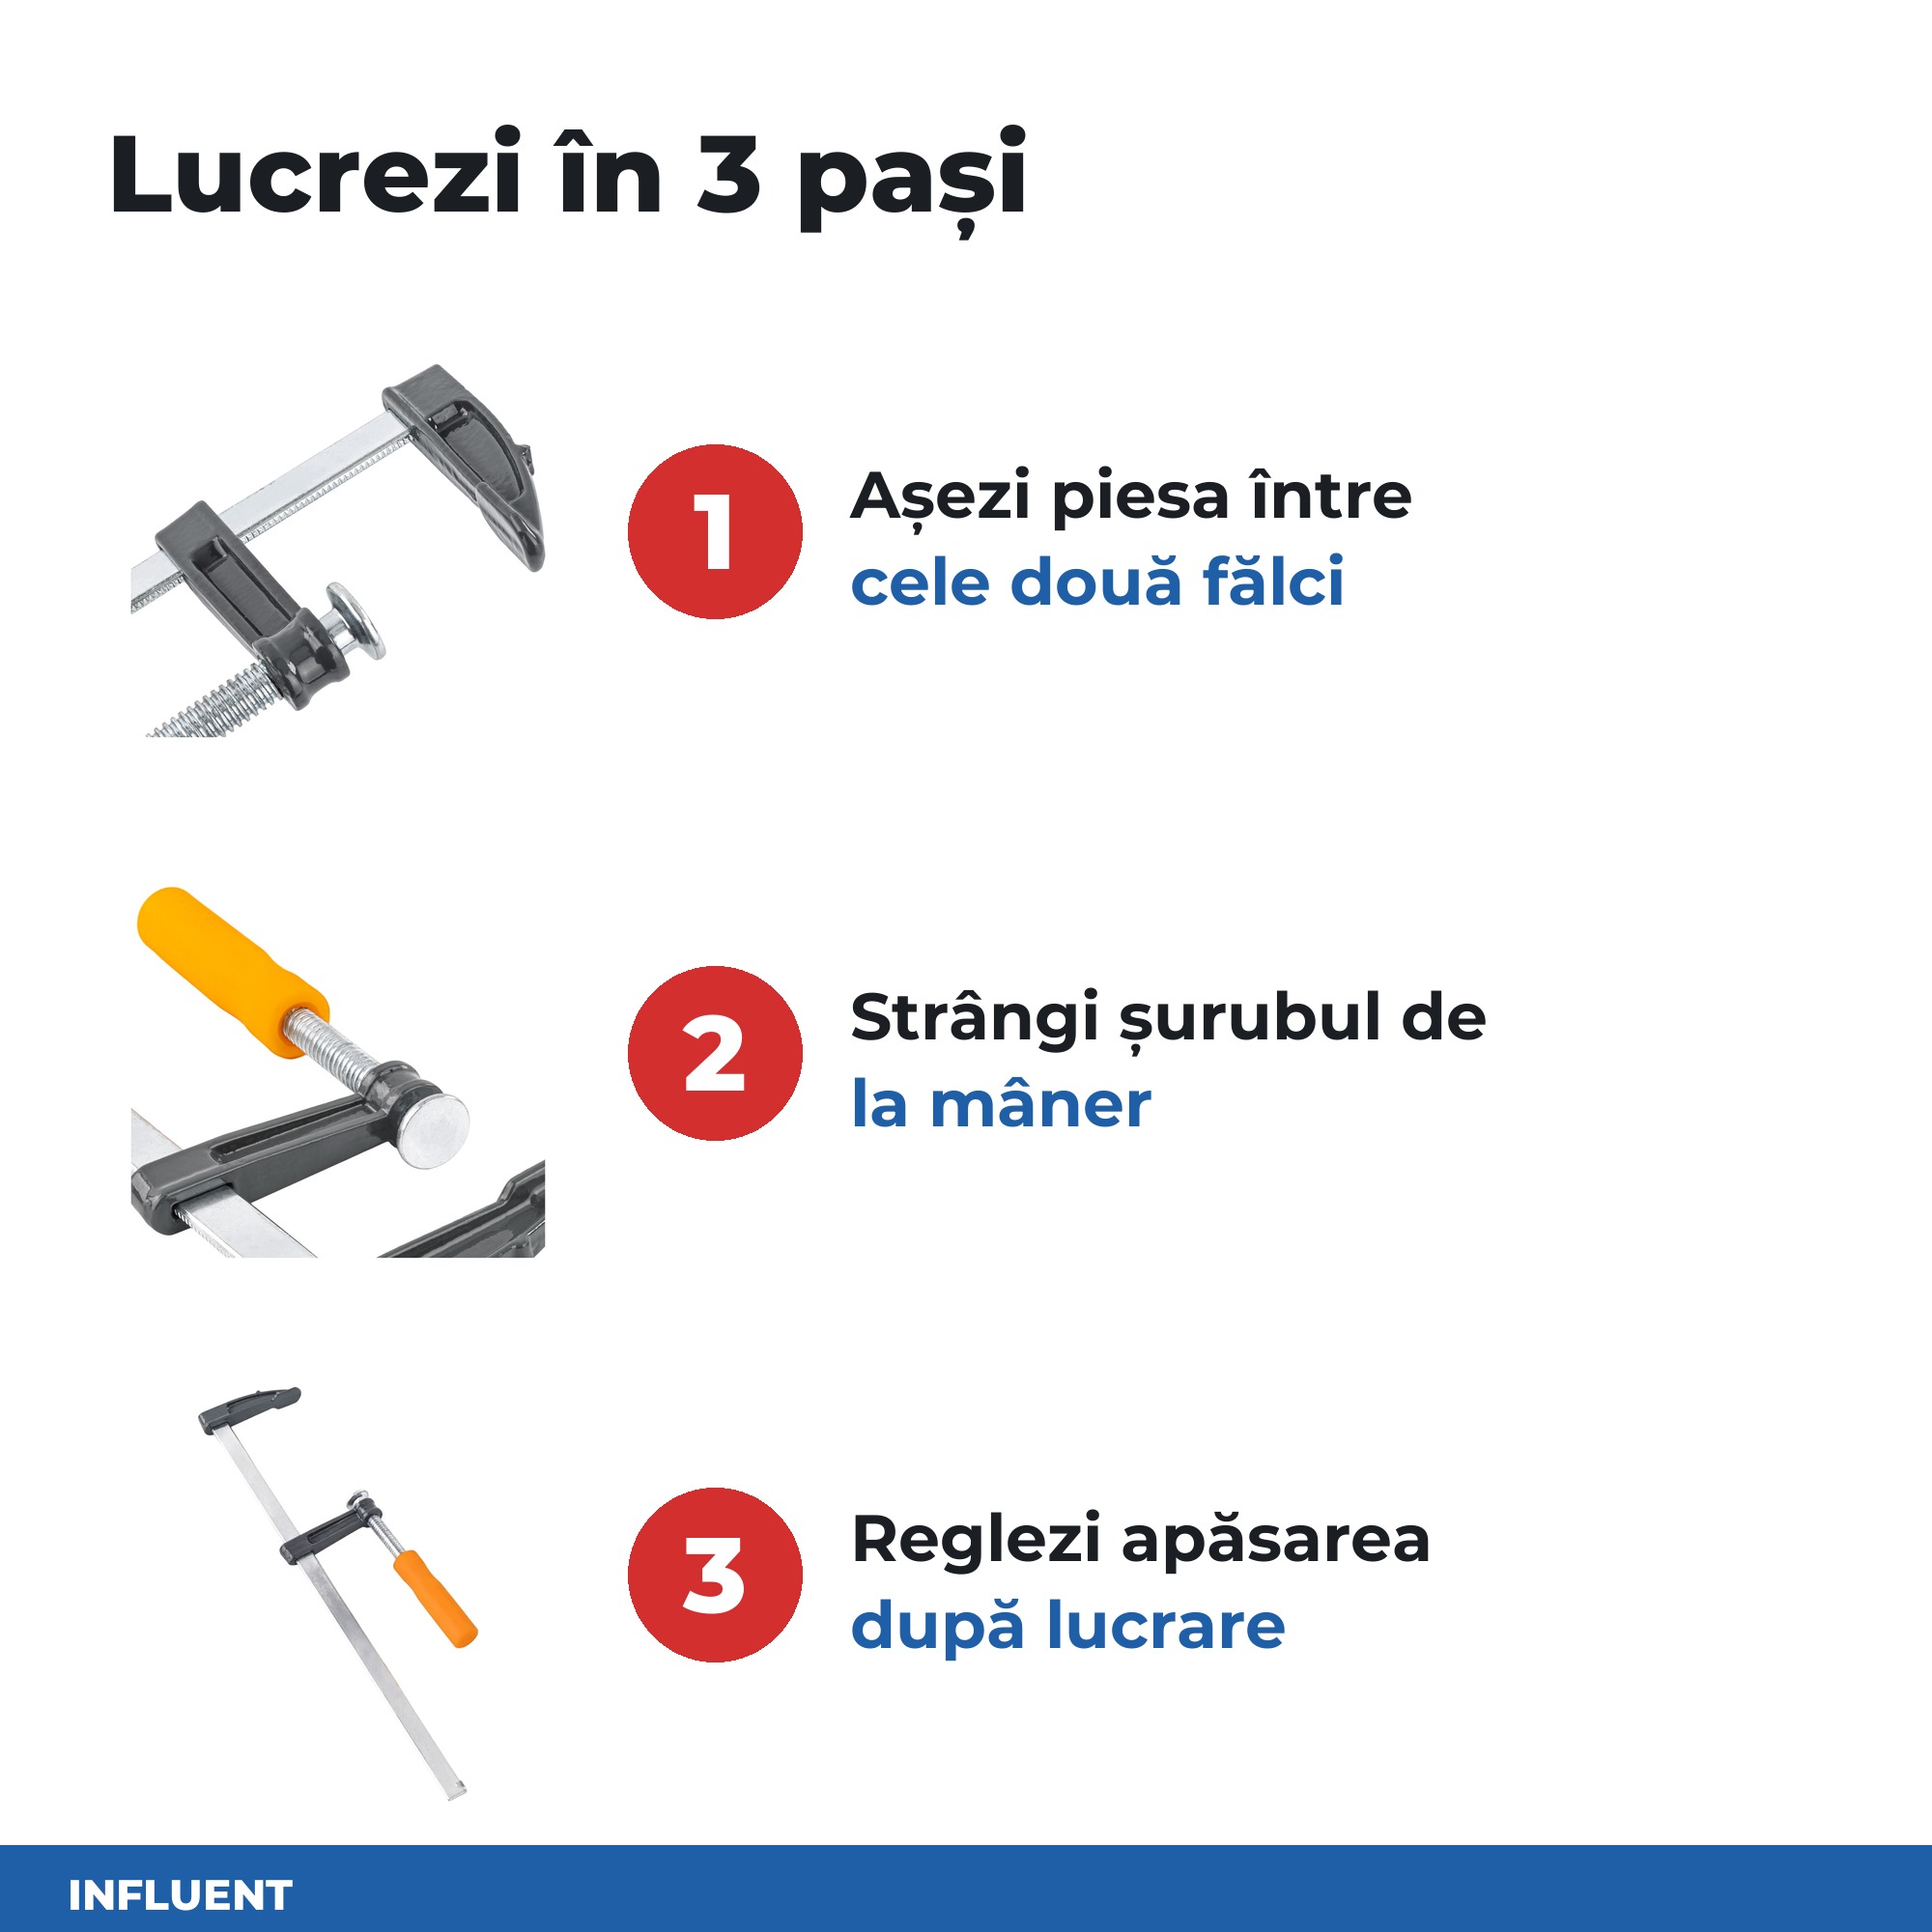 Lucrezi în 3 pași
1
Așezi piesa între
cele două fălci
2
Strângi șurubul de
la mâner
3
Reglezi apăsarea
după lucrare
INFLUENT